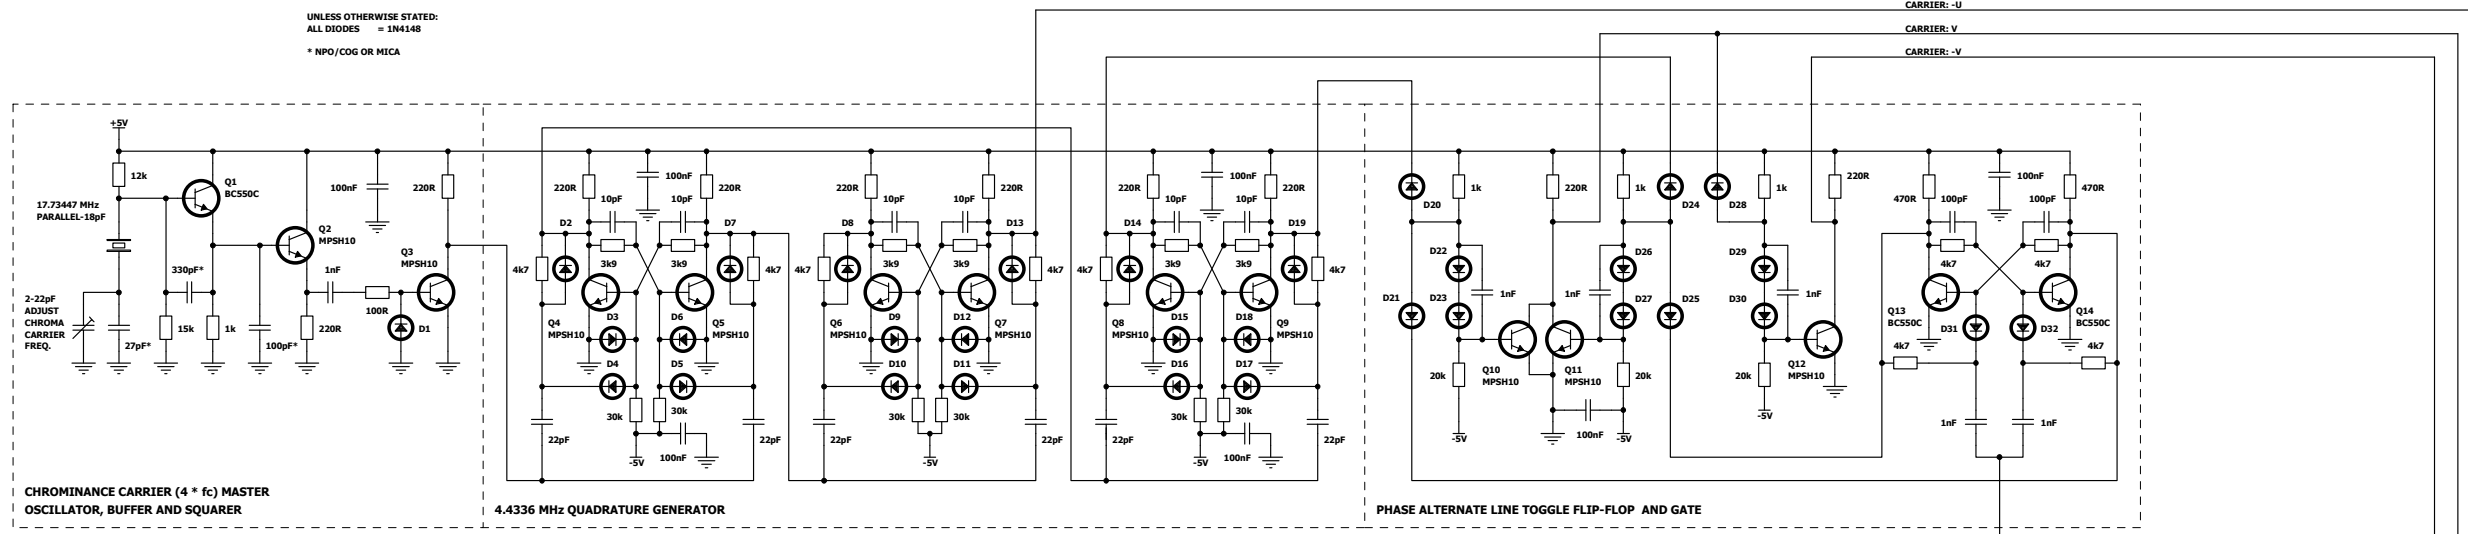 UNLESS OTHERWISE STATED:
ALL DIODES = 1N4148
* NPO/COG OR MICA
CARRIER: -U
CARRIER: V
CARRIER: -V
+5V
12k
Q1
BC550C
17.73447 MHz
PARALLEL-18pF
100nF
220R
Q2
MPSH10
Q3
MPSH10
330pF*
1nF
100R
D1
2-22pF
ADJUST
CHROMA
CARRIER
FREQ.
27pF*
15k
1k
100pF*
220R
CHROMINANCE CARRIER (4 * fc) MASTER
OSCILLATOR, BUFFER AND SQUARER
220R
100nF
220R
10pF
10pF
D2
D7
4k7
3k9
3k9
4k7
Q4
MPSH10
D3
D6
Q5
MPSH10
D4
D5
30k
30k
22pF
22pF
-5V
100nF
220R
220R
10pF
10pF
D8
D13
4k7
3k9
3k9
4k7
Q6
MPSH10
D9
D12
Q7
MPSH10
D10
D11
30k
30k
22pF
22pF
-5V
220R
100nF
220R
10pF
10pF
D14
D19
4k7
3k9
3k9
4k7
Q8
MPSH10
D15
D18
Q9
MPSH10
D16
D17
30k
30k
22pF
22pF
-5V
100nF
4.4336 MHz QUADRATURE GENERATOR
D20
1k
220R
1k
D24
D28
1k
220R
D22
D26
D29
D21
D23
1nF
1nF
D27
D25
D30
1nF
Q10
MPSH10
Q11
MPSH10
Q12
MPSH10
20k
20k
20k
-5V
100nF
-5V
-5V
470R
100nF
470R
100pF
100pF
4k7
4k7
Q13
BC550C
D31
D32
Q14
BC550C
4k7
4k7
1nF
1nF
PHASE ALTERNATE LINE TOGGLE FLIP-FLOP AND GATE